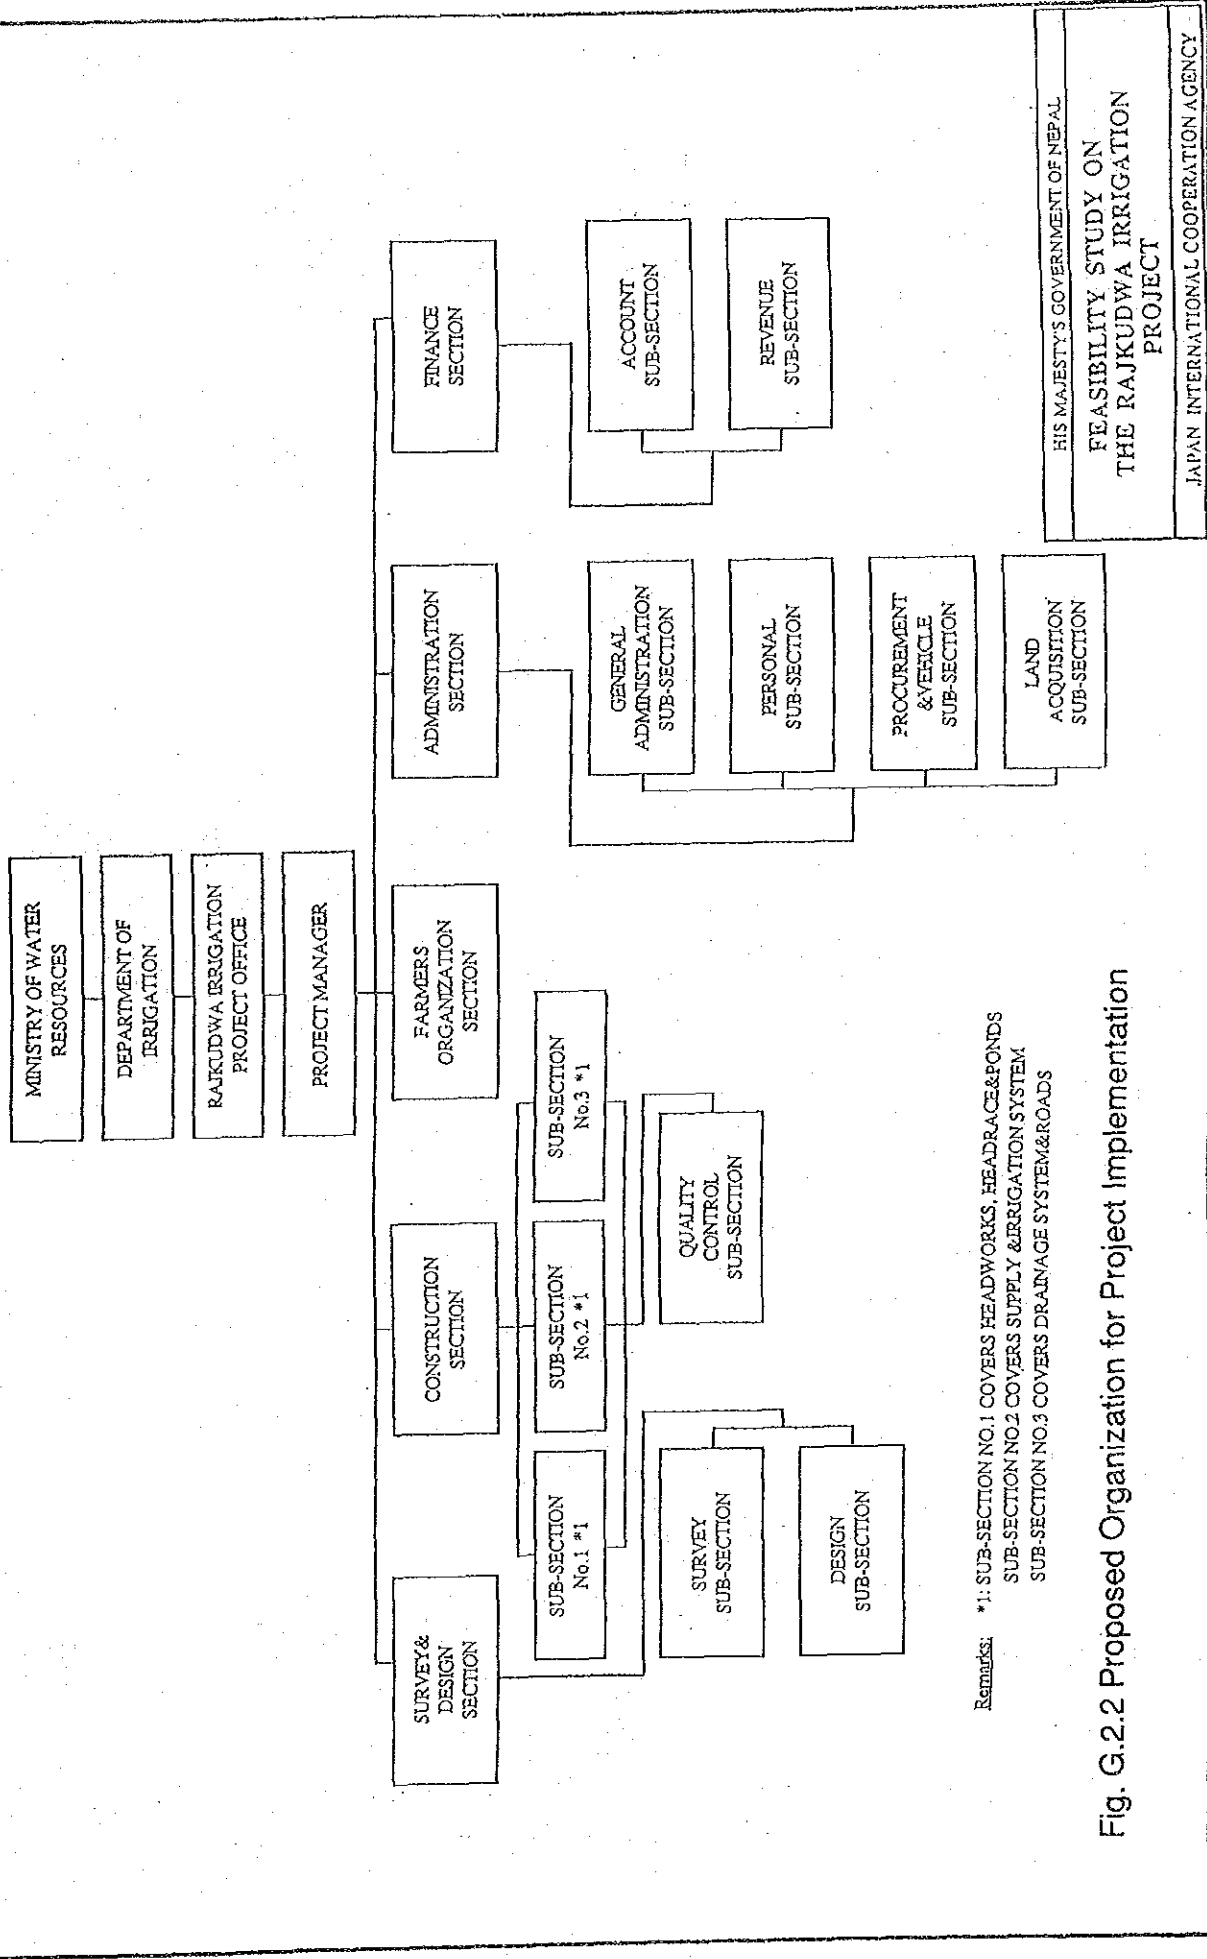 MINISTRY OF WATER
RESOURCES
DEPARTMENT OF
IRRIGATION
RAJKUDWA IRRIGATION
PROJECT OFFICE
PROJECT MANAGER
SURVEY&
DESIGN
SECTION
CONSTRUCTION
SECTION
FARMERS
ORGANIZATION
SECTION
ADMINISTRATION
SECTION
FINANCE
SECTION
SUB-SECTION
No.1 *1
SUB-SECTION
No.2 *1
SUB-SECTION
No.3 *1
SURVEY
SUB-SECTION
DESIGN
SUB-SECTION
QUALITY
CONTROL
SUB-SECTION
GENERAL
ADMINISTRATION
SUB-SECTION
PERSONAL
SUB-SECTION
PROCUREMENT
&VEHICLE
SUB-SECTION
LAND
ACQUISITION
SUB-SECTION
ACCOUNT
SUB-SECTION
REVENUE
SUB-SECTION
Remarks: *1: SUB-SECTION NO.1 COVERS HEADWORKS, HEADRACE&PONDS
SUB-SECTION NO.2 COVERS SUPPLY &IRRIGATION SYSTEM
SUB-SECTION NO.3 COVERS DRAINAGE SYSTEM&ROADS
Fig. G.2.2 Proposed Organization for Project Implementation
HIS MAJESTY'S GOVERNMENT OF NEPAL
FEASIBILITY STUDY ON
THE RAJKUDWA IRRIGATION
PROJECT
JAPAN INTERNATIONAL COOPERATION AGENCY